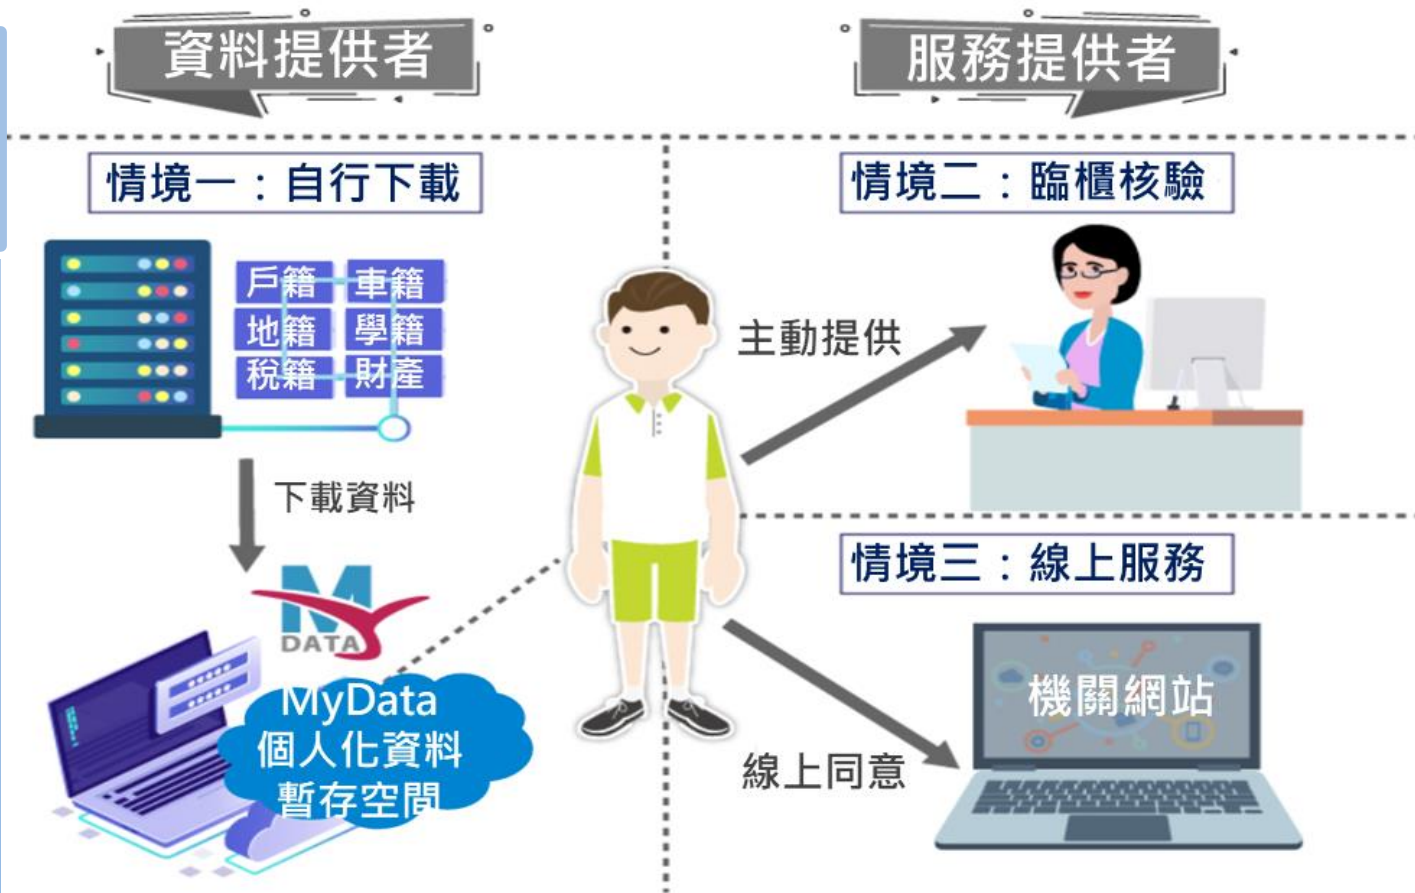 資料提供者
服務提供者
情境一：自行下載
戶籍
車籍
地籍
學籍
稅籍
財產
下載資料
MY
DATA
MyData
個人化資料
暫存空間
情境二：臨櫃核驗
主動提供
情境三：線上服務
機關網站
線上同意